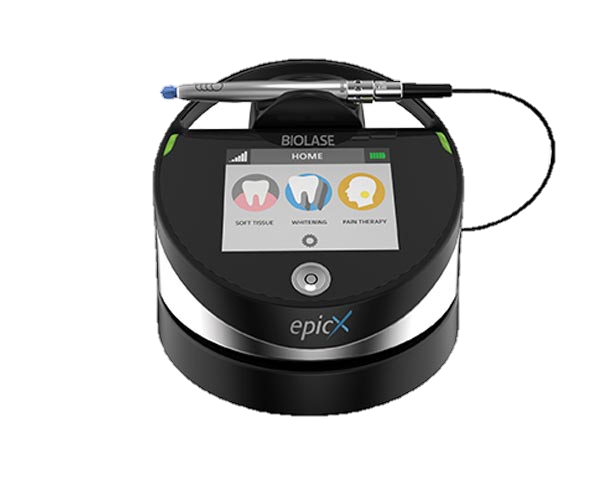 BIOLASE
HOME
SOFT TISSUE
WHITENING
PAIN THERAPY
epicX